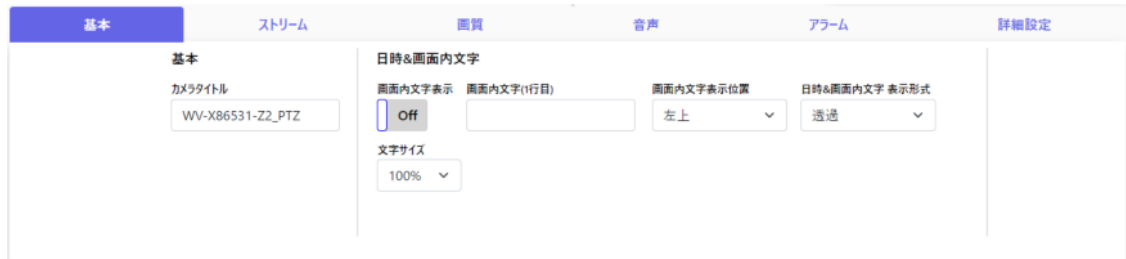 基本 ストリーム 画質 音声 アラーム 詳細設定
基本
カメラタイトル
WV-X86531-Z2_PTZ
日時&画面内文字
画面内文字表示 画面内文字(1行目) 画面内文字表示位置 日時&画面内文字 表示形式
Off 左上 透過
文字サイズ
100%